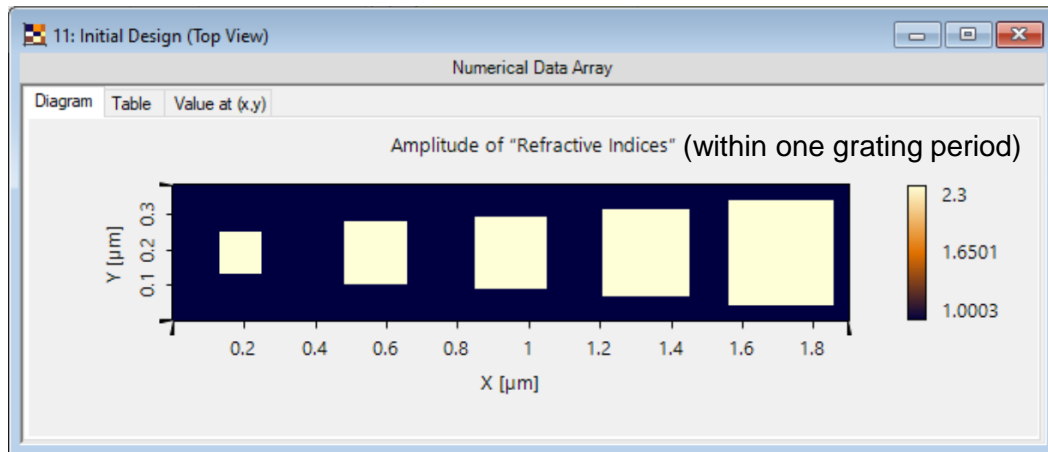 11: Initial Design (Top View)
Numerical Data Array
Diagram Table Value at (x,y)
Amplitude of "Refractive Indices" (within one grating period)
Y [µm]
0.3
0.2
0.1
0.2 0.4 0.6 0.8 1 1.2 1.4 1.6 1.8
X [µm]
2.3
1.6501
1.0003